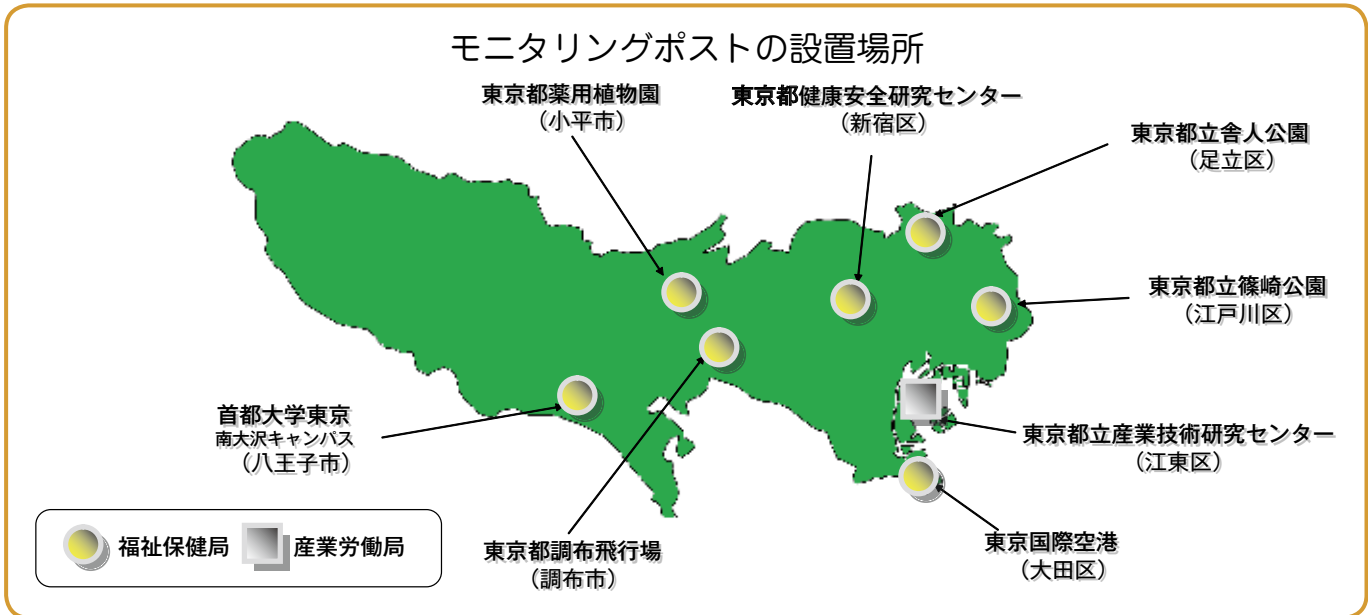 モニタリングポストの設置場所
東京都薬用植物園
（小平市）
東京都健康安全研究センター
（新宿区）
東京都立舎人公園
（足立区）
東京都立篠崎公園
（江戸川区）
首都大学東京
南大沢キャンパス
（八王子市）
東京都立産業技術研究センター
（江東区）
東京都調布飛行場
（調布市）
東京国際空港
（大田区）
福祉保健局
産業労働局